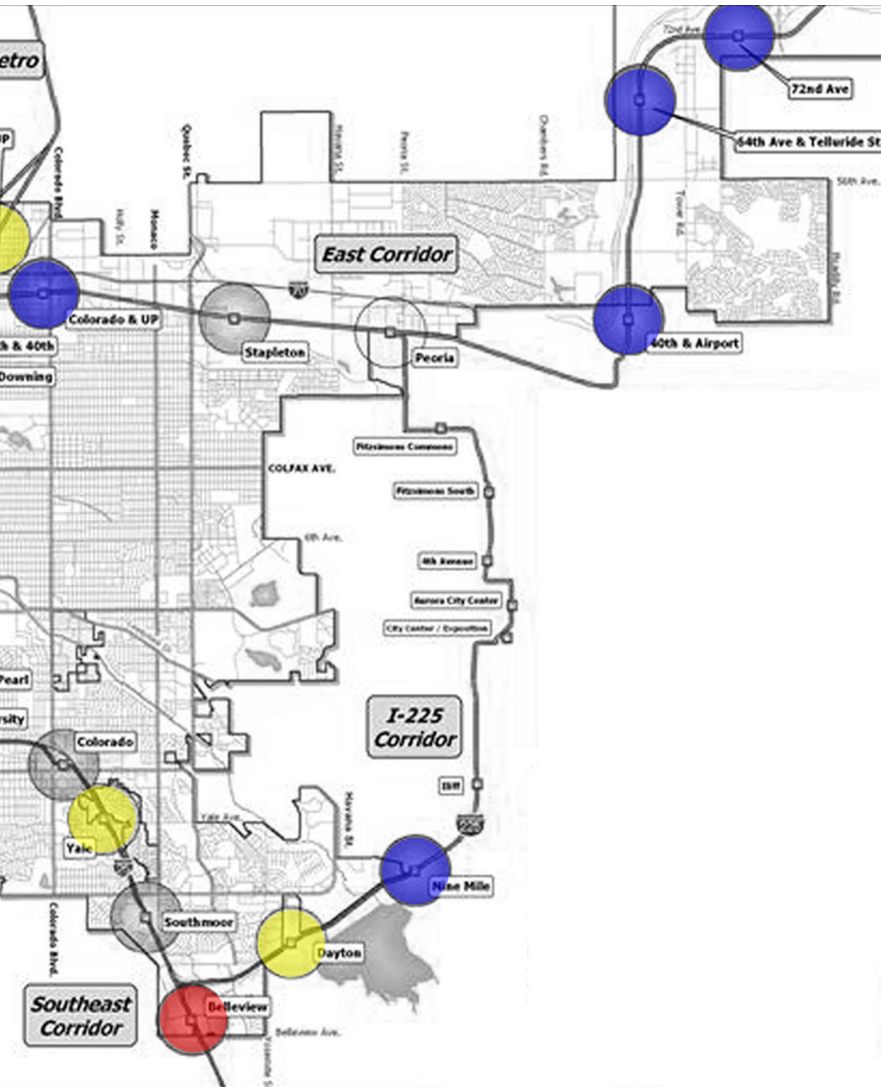 72nd Ave.
72nd Ave
64th Ave & Telluride St
etro
UP
Quebec St.
Havana St.
Peoria St.
Chambers Rd.
Colorado Blvd.
Holly St.
Monaco
Tower Rd.
56th Ave.
East Corridor
70
Colorado & UP
Stapleton
Peoria
40th & Airport
th & 40th
Downing
Fitzsimons Commons
COLFAX AVE.
Fitzsimons South
6th Ave.
4th Avenue
Aurora City Center
City Center / Exposition
Pearl
rsity
I-225
Corridor
Colorado
Iliff
225
Havana St.
Yale Ave.
Yale
Nine Mile
Colorado Blvd.
Southmoor
Dayton
Southeast
Corridor
Belleview
Belleview Ave.
Yosemite S